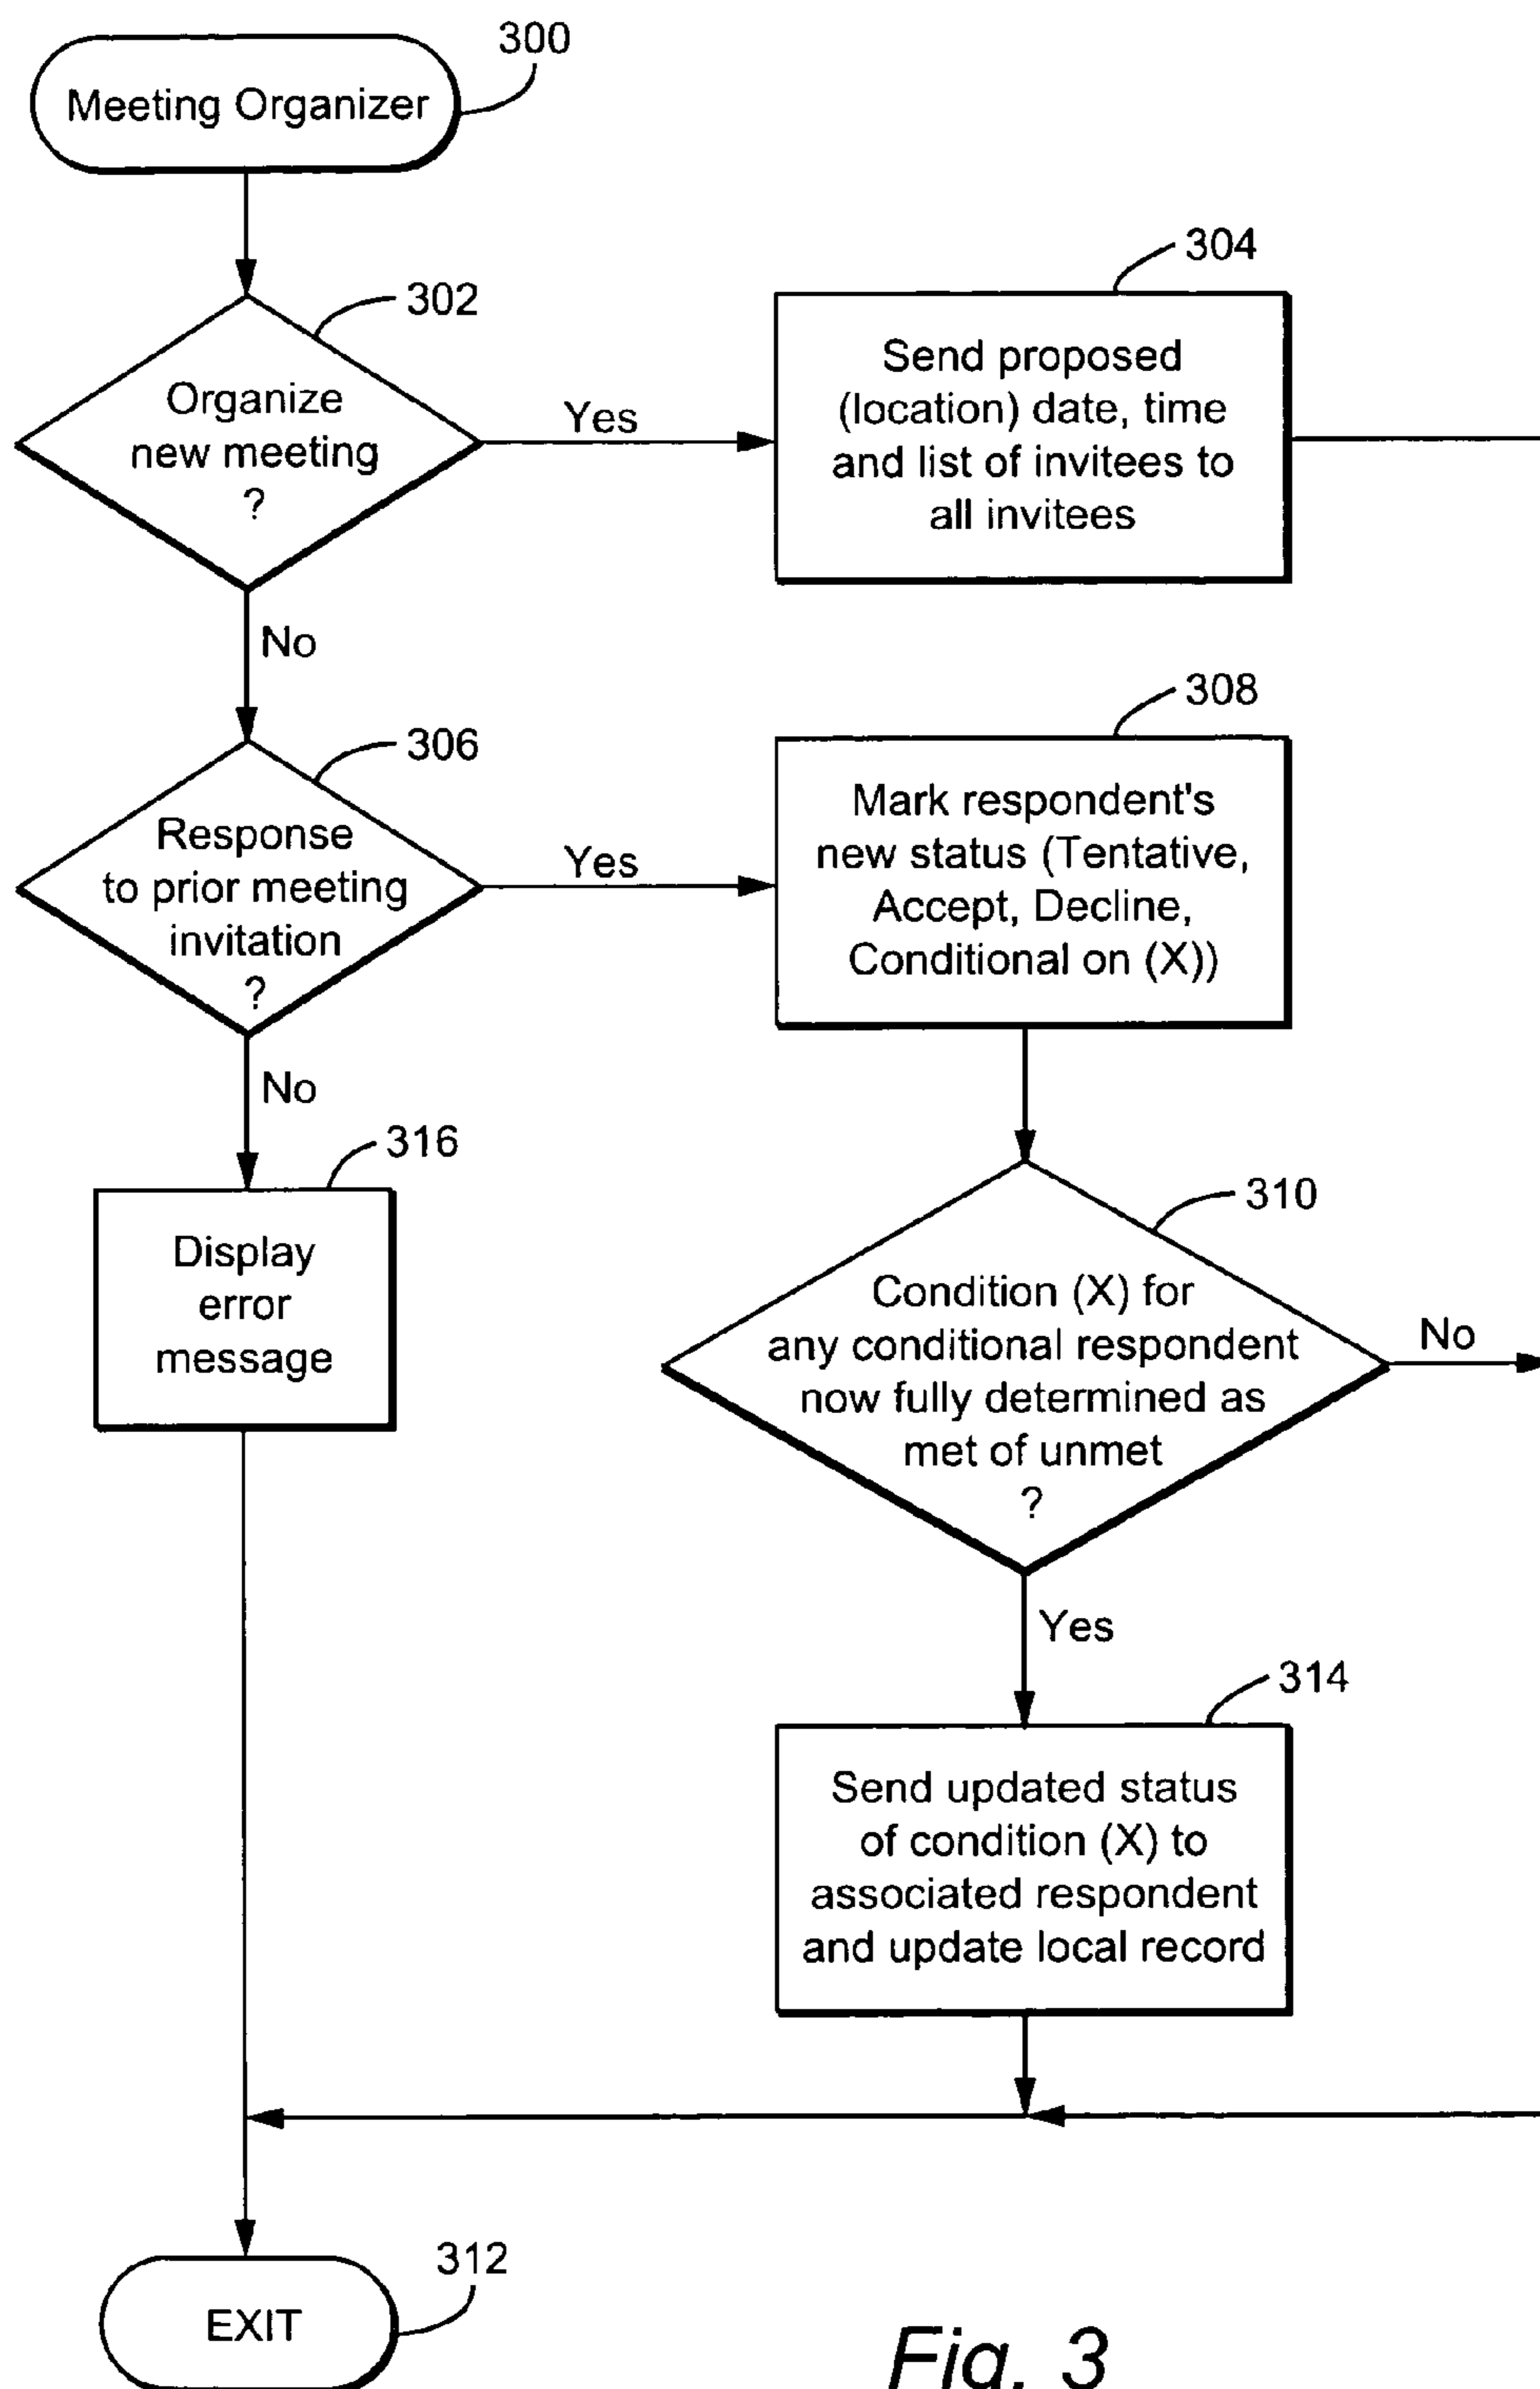 300
Meeting Organizer
302
Organize
new meeting
?
Yes
304
Send proposed
(location) date, time
and list of invitees to
all invitees
No
306
Response
to prior meeting
invitation
?
Yes
308
Mark respondent's
new status (Tentative,
Accept, Decline,
Conditional on (X))
No
316
Display
error
message
310
Condition (X) for
any conditional respondent
now fully determined as
met of unmet
?
No
Yes
314
Send updated status
of condition (X) to
associated respondent
and update local record
312
EXIT
Fig. 3